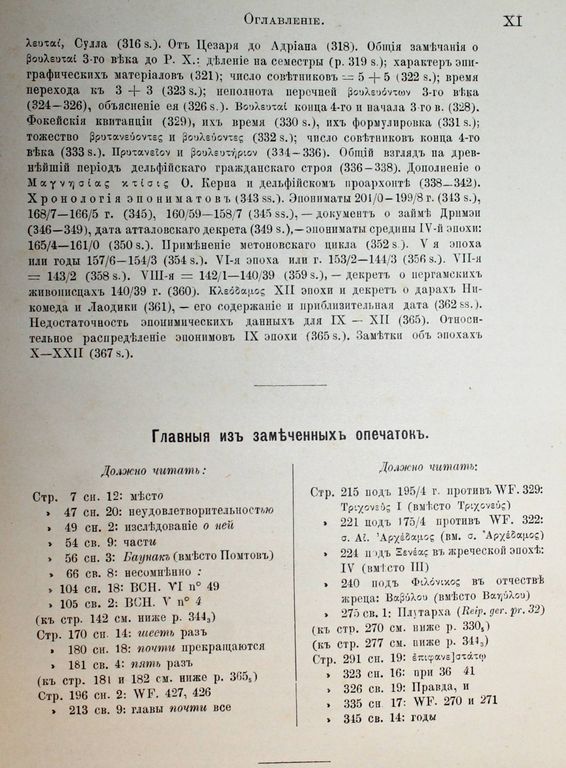 Оглавленіе. XI
λευταί, Сулла (316 s.). Отъ Цезаря до Адріана (318). Общія замѣчанія о
βουλευταί 3-го вѣка до Р. Х.: дѣленіе на семестры (р. 319 s.); характеръ эпи-
графическихъ матеріаловъ (321); число совѣтниковъ = 5 + 5 (322 s.); время
перехода къ 3 + 3 (323 s.); неполнота перечней βουλευόντων 3-го вѣка
(324—326), объясненіе ея (326 s.). Βουλευταί конца 4-го и начала 3-го в. (328).
Фокейскія квитанціи (329), ихъ время (330 s.), ихъ формулировка (331 s.);
тожество βρυτανεύοντες и βουλεύοντες (332 s.); число совѣтниковъ конца 4-го
вѣка (333 s.). Πρυτανεῖον и βουλευτήριον (334—336). Общій взглядъ на древ-
нѣйшій періодъ дельфійскаго гражданскаго строя (336—338). Дополненіе о
Μαγνησίας κτίσις О. Керна и дельфійскомъ проархонтѣ (338—342).
Хронологія эпониматовъ (343 ss.). Эпониматы 201/0—199/8 г. (343 s.),
168/7—166/5 г. (345), 160/59—158/7 (345 ss.), — документъ о займѣ Дримэи
(346—349), дата атталовскаго декрета (349 s.),—эпониматы средины IV-й эпохи:
165/4—161/0 (350 s.). Примѣненіе метоновскаго цикла (352 s.). V я эпоха
или годы 157/6—154/3 (354 s.). VI-я эпоха или г. 153/2—144/3 (356 s.). VII-я
= 143/2 (358 s.). VIII-я = 142/1—140/39 (359 s.), — декретъ о пергамскихъ
живописцахъ 140/39 г. (360). Κλεόδαμος XII эпохи и декретъ о дарахъ Ни-
комеда и Лаодики (361), — его содержаніе и приблизительная дата (362 ss.).
Недостаточность эпонимическихъ данныхъ для IX — XII (365). Относи-
тельное распредѣленіе эпонимовъ IX эпохи (365 s.). Замѣтки объ эпохахъ
X—XXII (367 s.).
Главныя изъ замѣченныхъ опечатокъ.
Должно читать:
Стр. 7 сн. 12: мѣсто
» 47 сн. 20: неудовлетворительностью
» 49 сн. 2: изслѣдованіе о ней
» 54 св. 9: части
» 56 сн. 3: Баунакъ (вмѣсто Помтовъ)
» 66 св. 8: несомнѣнно :
» 104 сн. 18: BCH. VI n° 49
» 105 св. 2: BCH. V n° 4
(къ стр. 142 см. ниже р. 344₅)
Стр. 170 сн. 14: шесть разъ
» 180 сн. 18: почти прекращаются
» 181 св. 4: пять разъ
(къ стр. 181 и 182 см. ниже р. 365₅)
Стр. 196 сн. 2: WF. 427, 426
» 213 св. 9: главы почти все
Должно читать:
Стр. 215 подъ 195/4 г. противъ WF. 329:
Τριχονεύς I (вмѣсто Τριχονεύς)
» 221 подъ 175/4 противъ WF. 322:
σ. Αἰ. Ἀρχέδαμος (вм. σ. Ἀρχέδαμος)
» 224 подъ Ξενέας въ жреческой эпохѣ:
IV (вмѣсто III)
» 240 подъ Φιλόνικος въ отчествѣ
жреца: Βαβύλου (вмѣсто Βαηύλου)
» 275 св. 1: Плутарха (Reip. ger. pr. 32)
(къ стр. 270 см. ниже р. 330₅)
(къ стр. 277 см. ниже р. 344₅)
Стр. 291 сн. 19: ἐπιφανε]στάτῳ
» 323 сн. 16: при 36 41
» 326 св. 19: Правда, и
» 335 сн 17: WF. 270 и 271
» 345 св. 14: годы